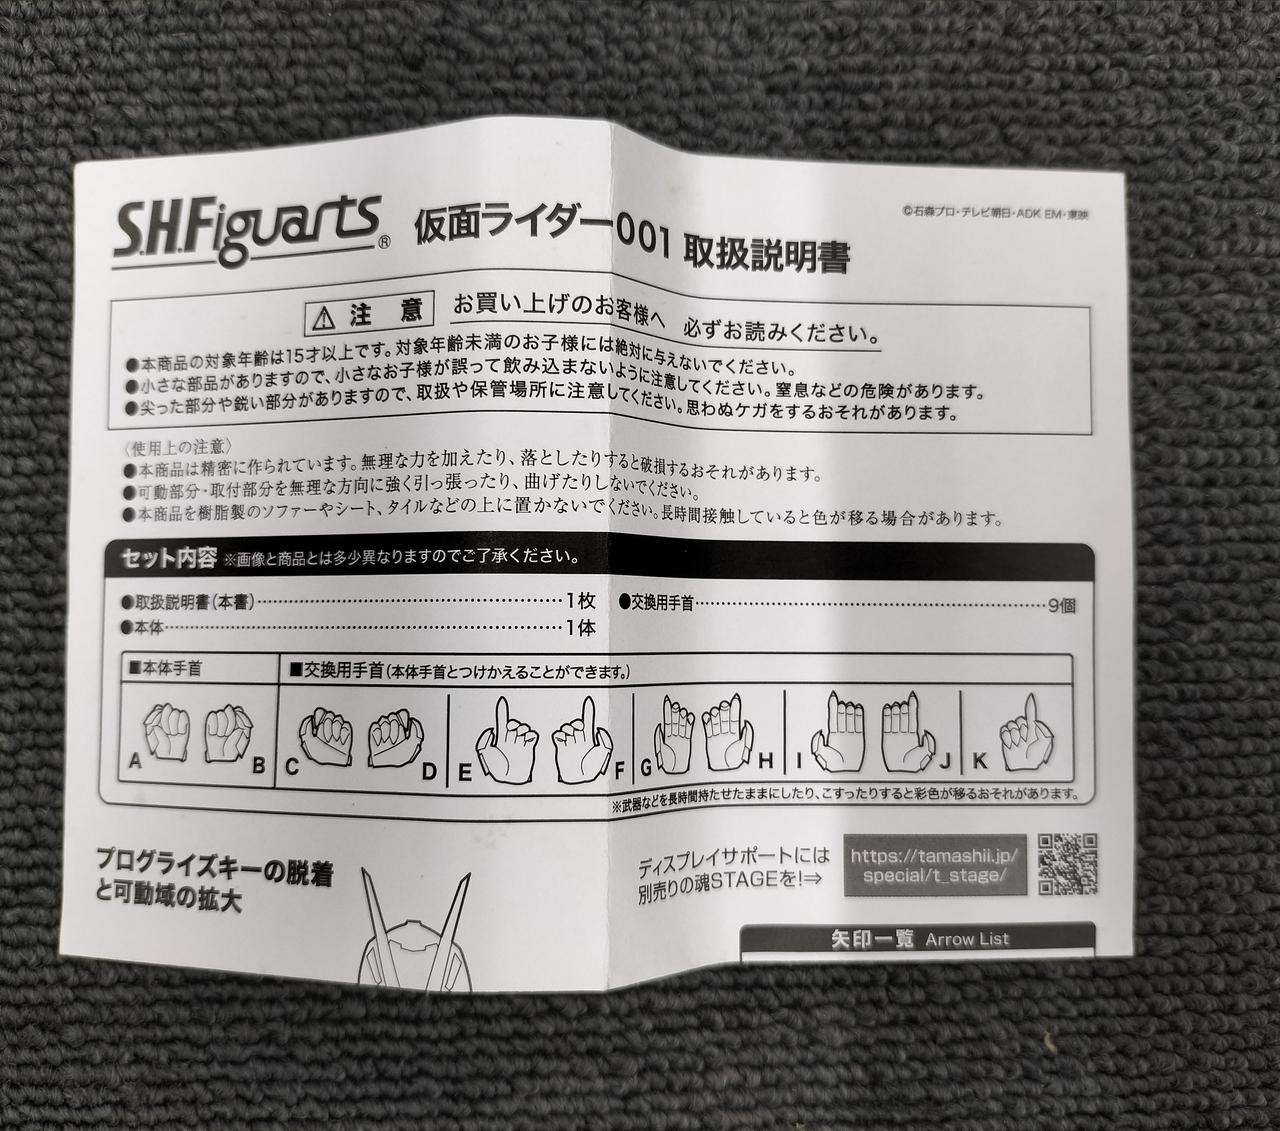 S.H.Figuarts® 仮面ライダー001 取扱説明書
©石森プロ・テレビ朝日・ADK EM・東映
⚠ 注 意 お買い上げのお客様へ 必ずお読みください。
●本商品の対象年齢は15才以上です。対象年齢未満のお子様には絶対に与えないでください。
●小さな部品がありますので、小さなお子様が誤って飲み込まないように注意してください。窒息などの危険があります。
●尖った部分や鋭い部分がありますので、取扱や保管場所に注意してください。思わぬケガをするおそれがあります。
〈使用上の注意〉
●本商品は精密に作られています。無理な力を加えたり、落としたりすると破損するおそれがあります。
●可動部分・取付部分を無理な方向に強く引っ張ったり、曲げたりしないでください。
●本商品を樹脂製のソファーやシート、タイルなどの上に置かないでください。長時間接触していると色が移る場合があります。
セット内容 ※画像と商品とは多少異なりますのでご了承ください。
●取扱説明書(本書)……………………1枚
●本体……………………1体
●交換用手首……………………9個
■本体手首
■交換用手首(本体手首とつけかえることができます。)
A B C D E F G H I J K
※武器などを長時間持たせたままにしたり、こすったりすると彩色が移るおそれがあります。
プログライズキーの脱着
と可動域の拡大
ディスプレイサポートには
別売りの魂STAGEを!⇒
https://tamashii.jp/
special/t_stage/
矢印一覧 Arrow List